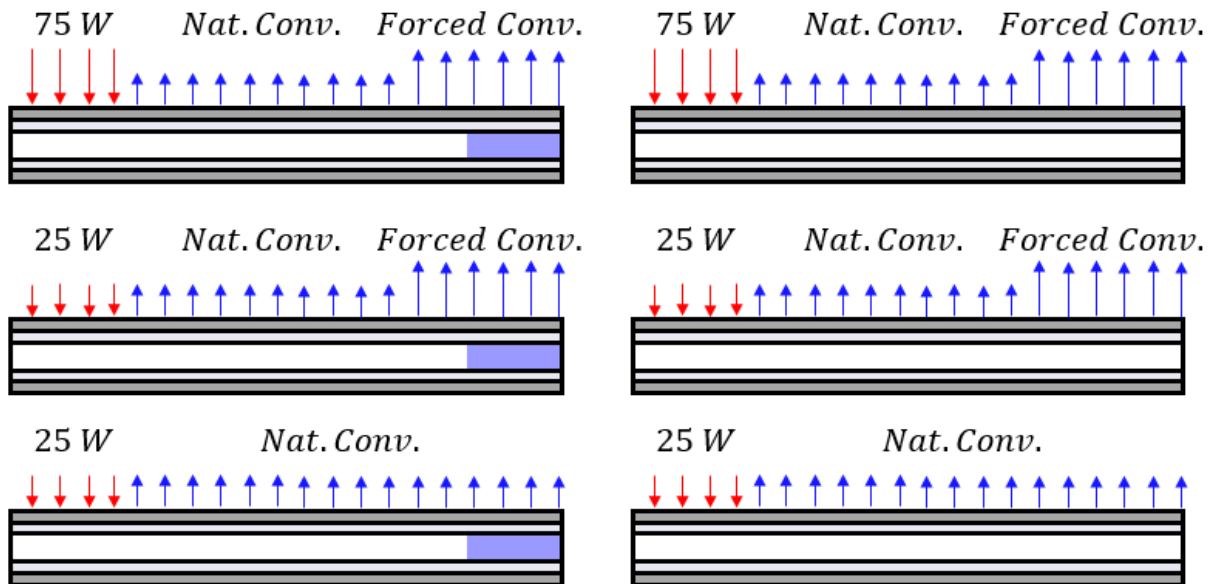 75 W Nat. Conv. Forced Conv. 75 W Nat. Conv. Forced Conv.
25 W Nat. Conv. Forced Conv. 25 W Nat. Conv. Forced Conv.
25 W Nat. Conv. 25 W Nat. Conv.